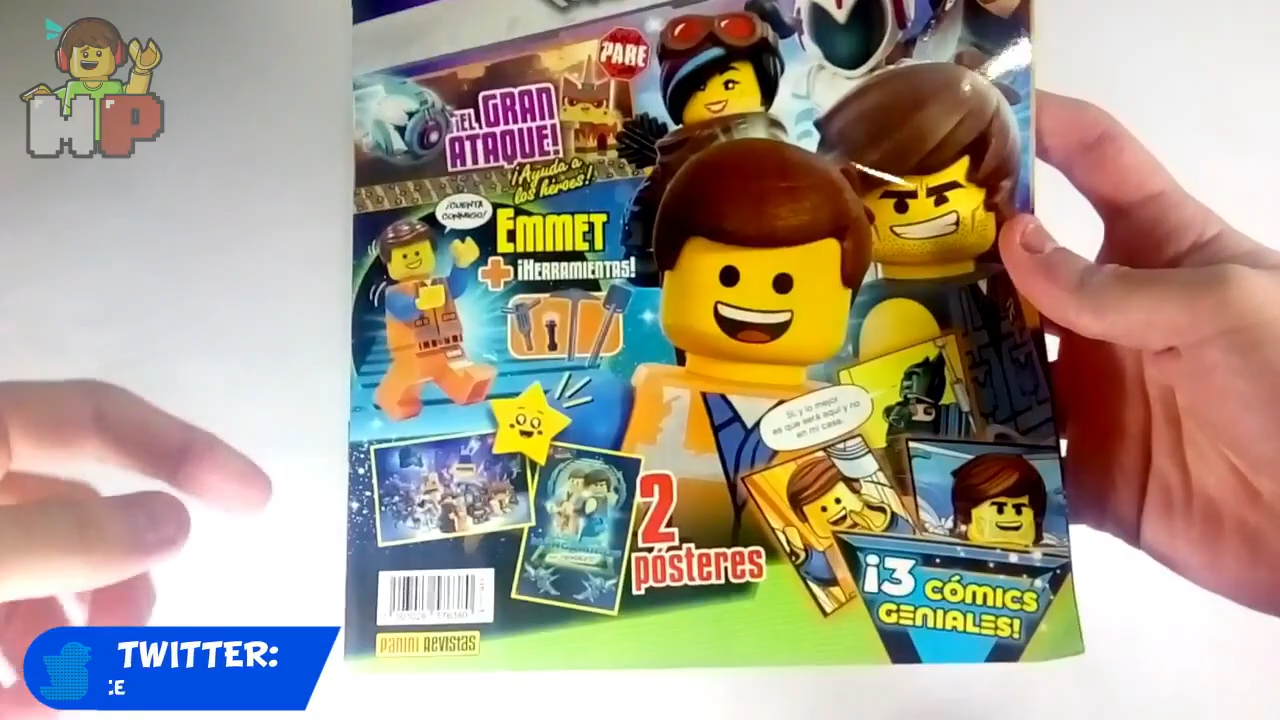 MP
PARE
¡EL GRAN
ATAQUE!
¡Ayuda a
los héroes!
¡CUENTA
CONMIGO!
EMMET
+ ¡HERRAMIENTAS!
Sí, y lo mejor
es que será aquí y no
en mi casa.
2
pósteres
¡3 CÓMICS
GENIALES!
PANINI REVISTAS
TWITTER: